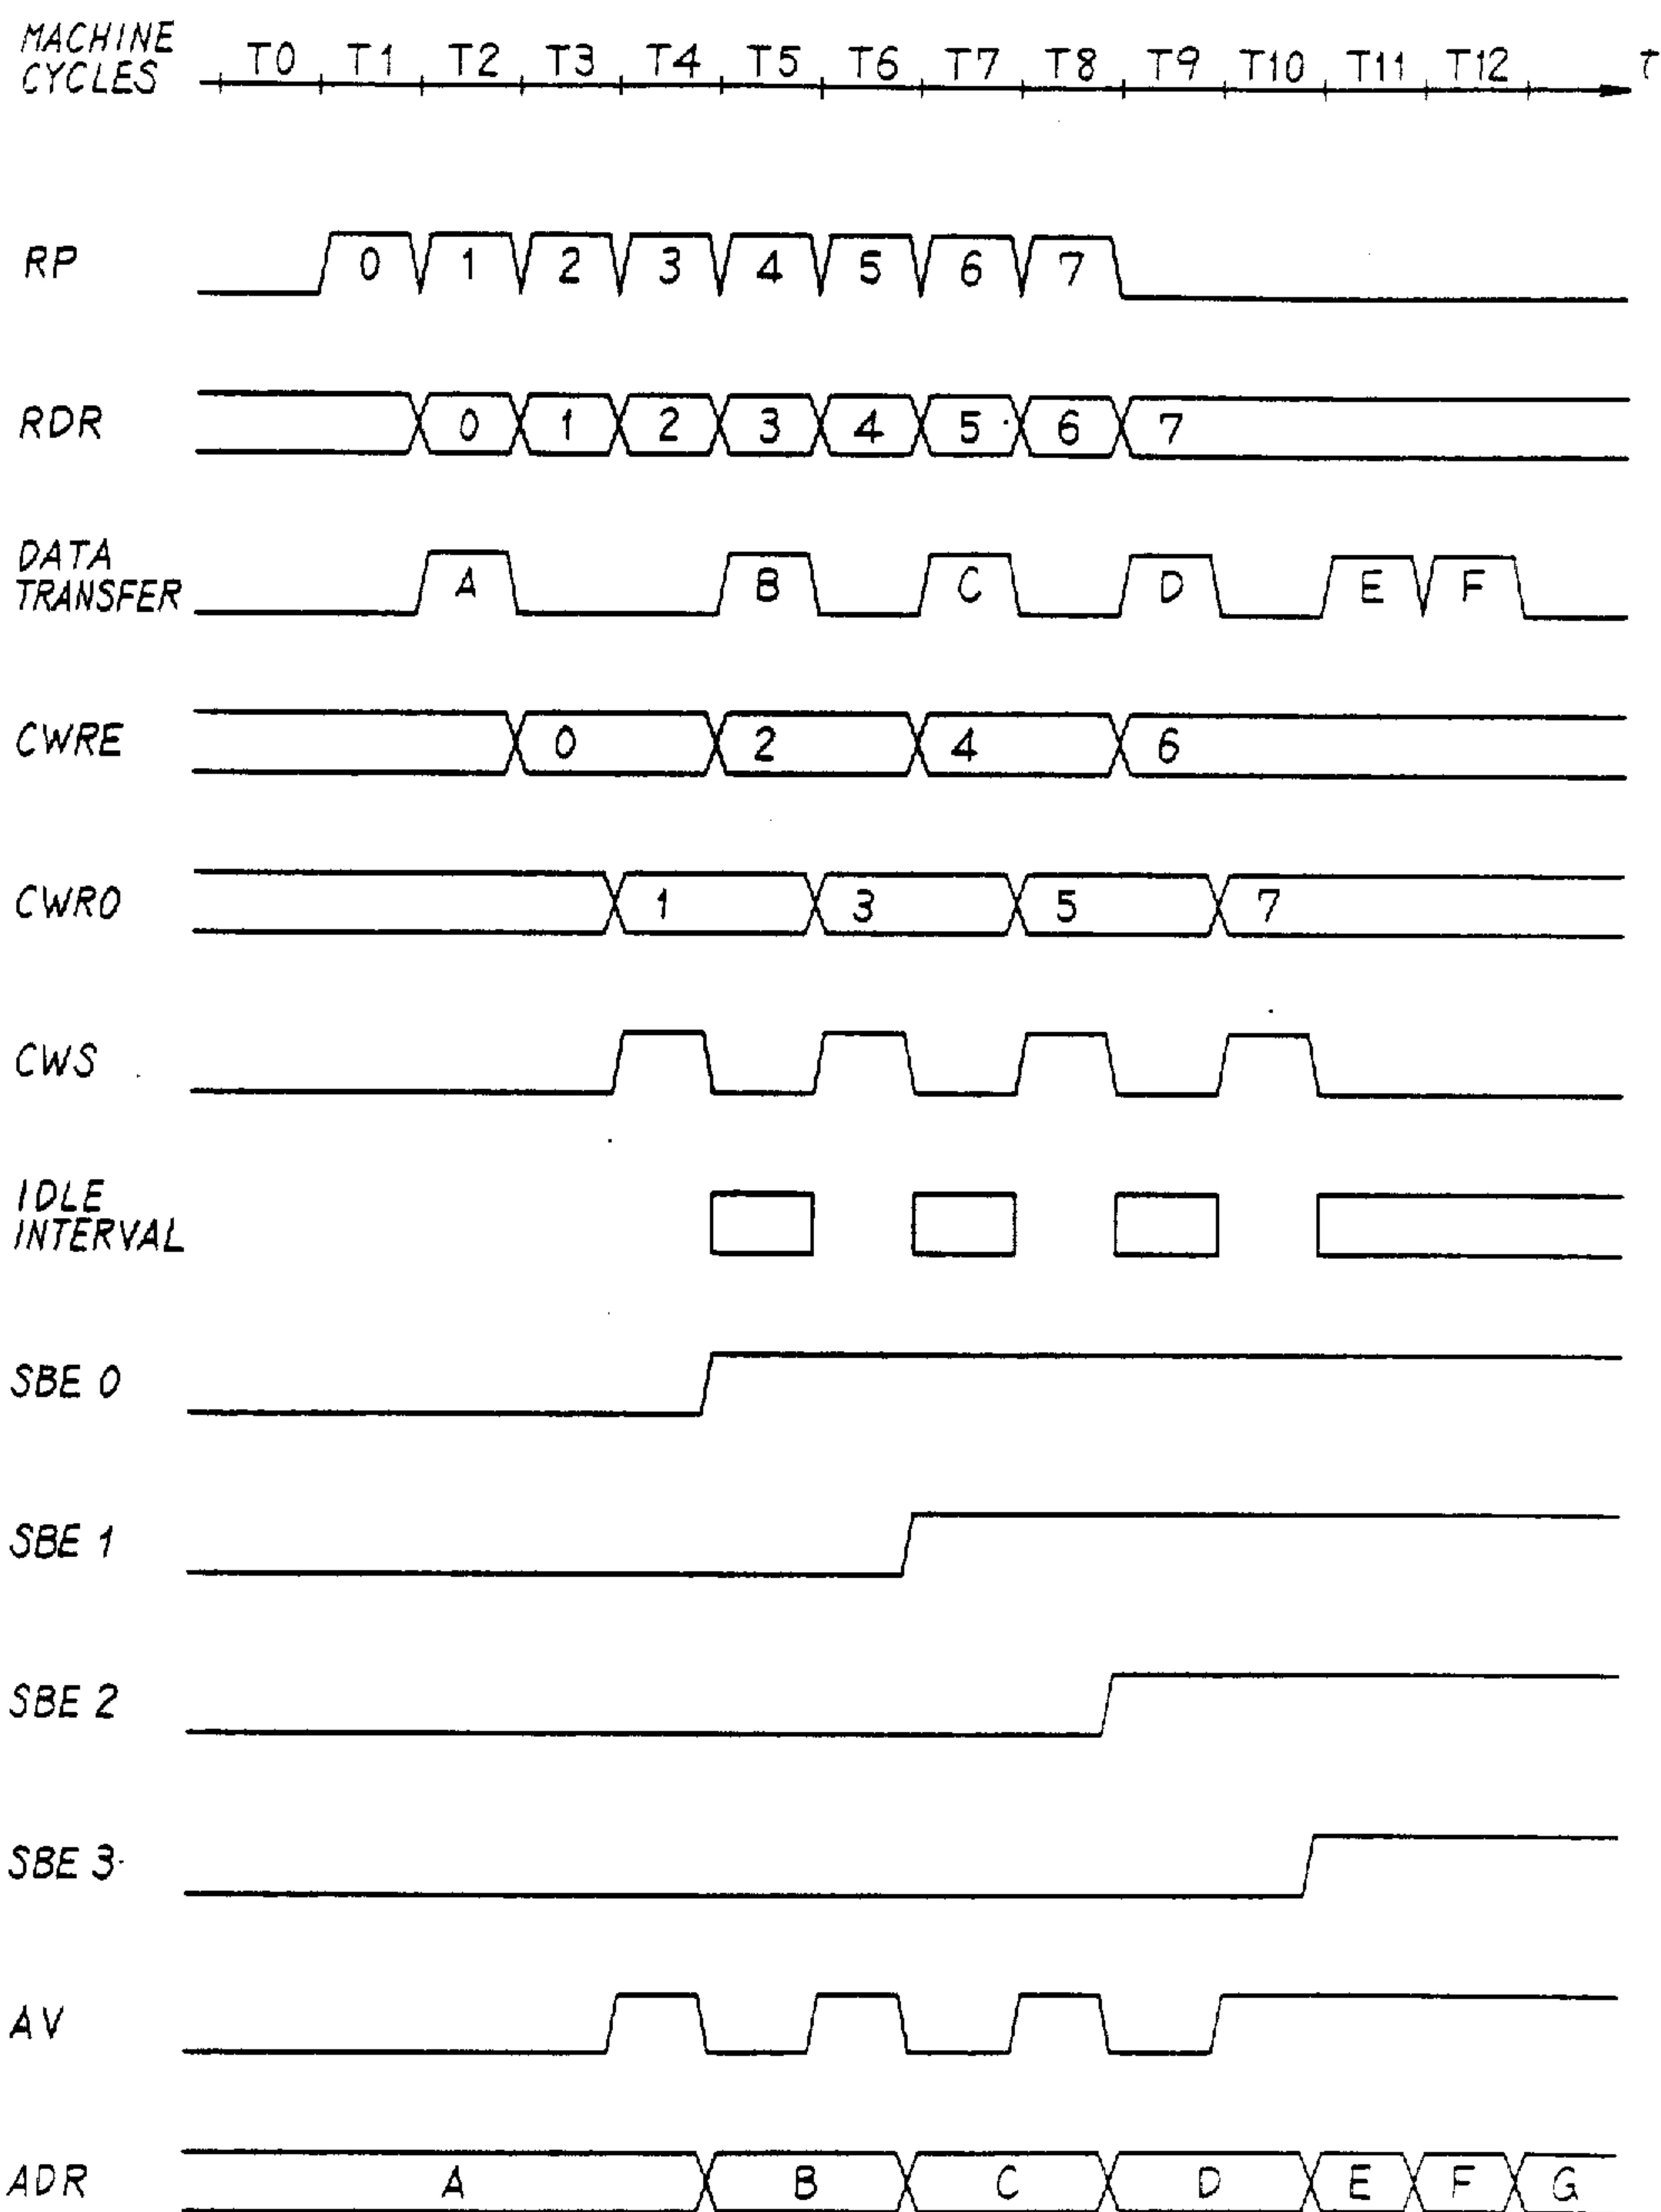 MACHINE CYCLES T0 T1 T2 T3 T4 T5 T6 T7 T8 T9 T10 T11 T12
RP 0 1 2 3 4 5 6 7
RDR 0 1 2 3 4 5 6 7
DATA TRANSFER A B C D E F
CWRE 0 2 4 6
CWRO 1 3 5 7
CWS
IDLE INTERVAL
SBE 0
SBE 1
SBE 2
SBE 3
AV
ADR A B C D E F G